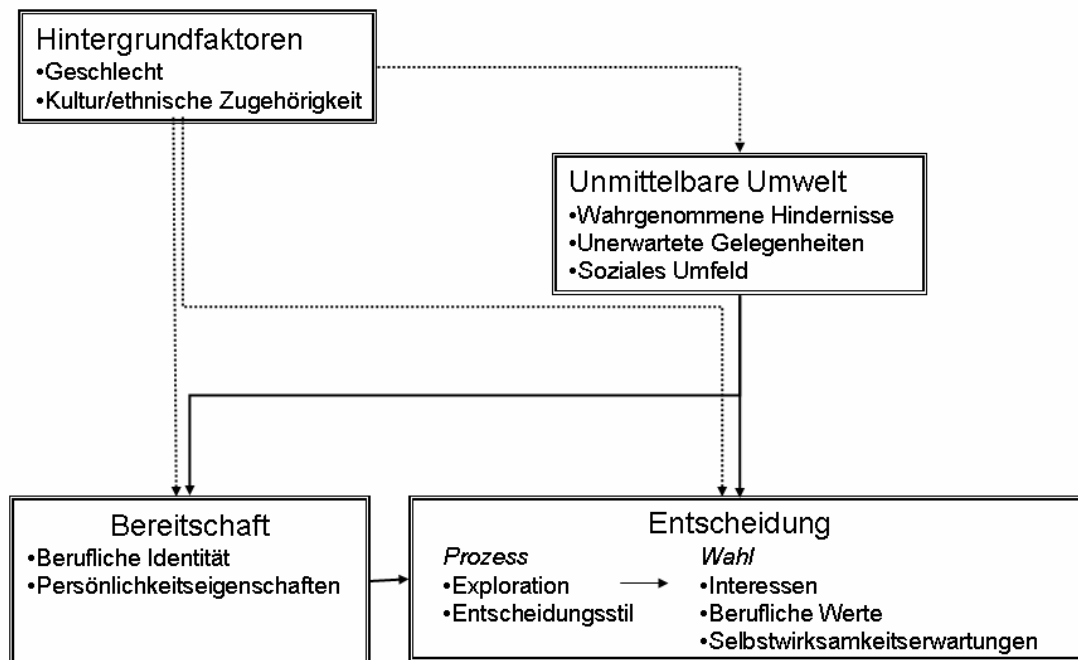 Hintergrundfaktoren
•Geschlecht
•Kultur/ethnische Zugehörigkeit
Unmittelbare Umwelt
•Wahrgenommene Hindernisse
•Unerwartete Gelegenheiten
•Soziales Umfeld
Bereitschaft
•Berufliche Identität
•Persönlichkeitseigenschaften
Entscheidung
Prozess
•Exploration
•Entscheidungsstil
Wahl
•Interessen
•Berufliche Werte
•Selbstwirksamkeitserwartungen